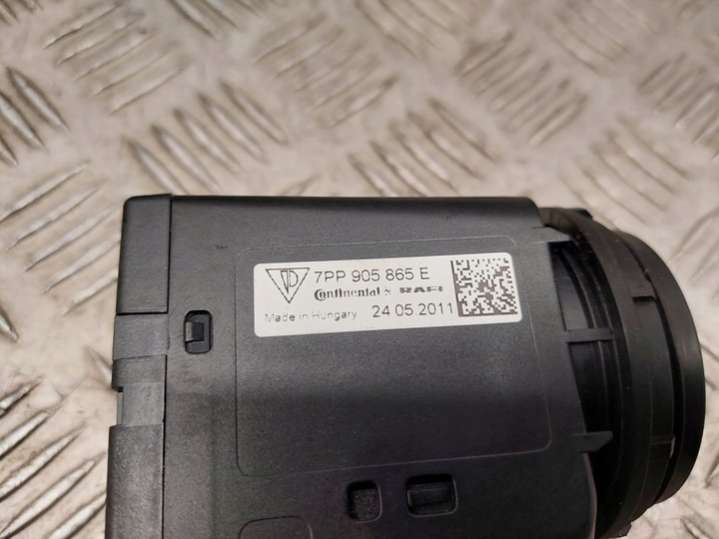 7PP 905 865 E
Continental & RAFI
Made in Hungary 24.05.2011